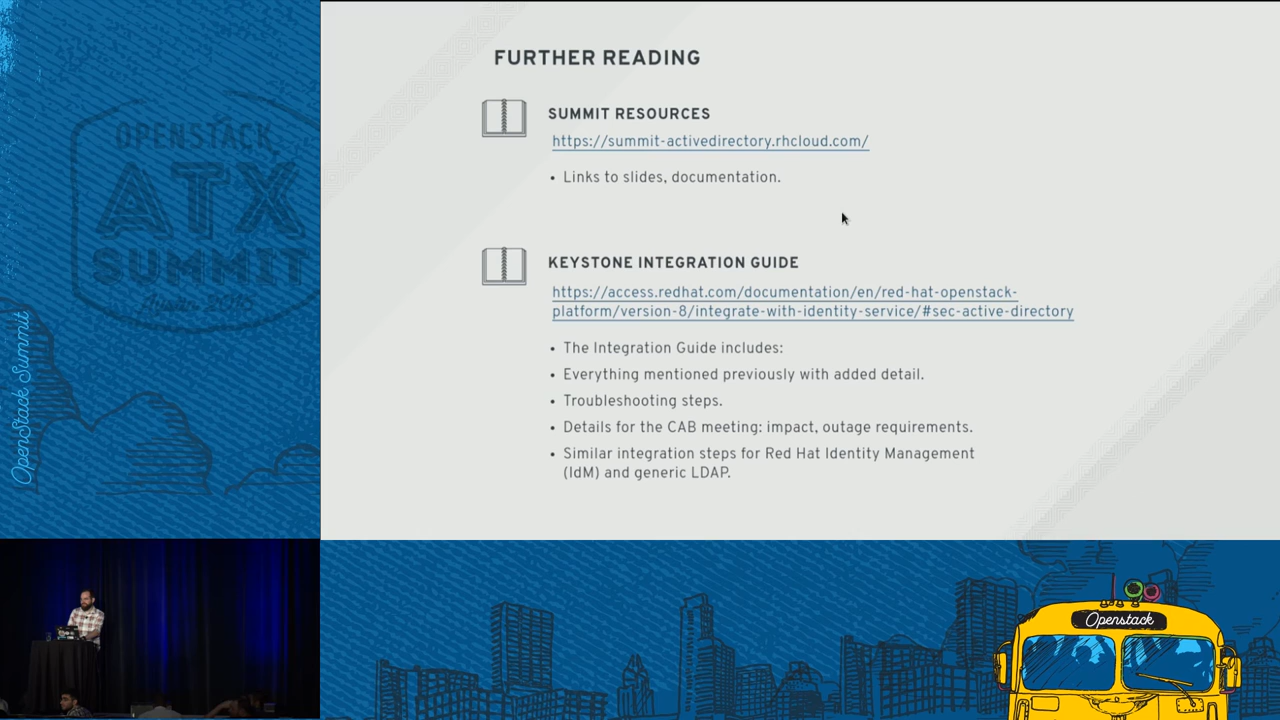 FURTHER READING
SUMMIT RESOURCES
https://summit-activedirectory.rhcloud.com/
• Links to slides, documentation.
KEYSTONE INTEGRATION GUIDE
https://access.redhat.com/documentation/en/red-hat-openstack-
platform/version-8/integrate-with-identity-service/#sec-active-directory
• The Integration Guide includes:
• Everything mentioned previously with added detail.
• Troubleshooting steps.
• Details for the CAB meeting: impact, outage requirements.
• Similar integration steps for Red Hat Identity Management
(IdM) and generic LDAP.
OPENSTACK
ATX
SUMMIT
OpenStack Summit
Openstack